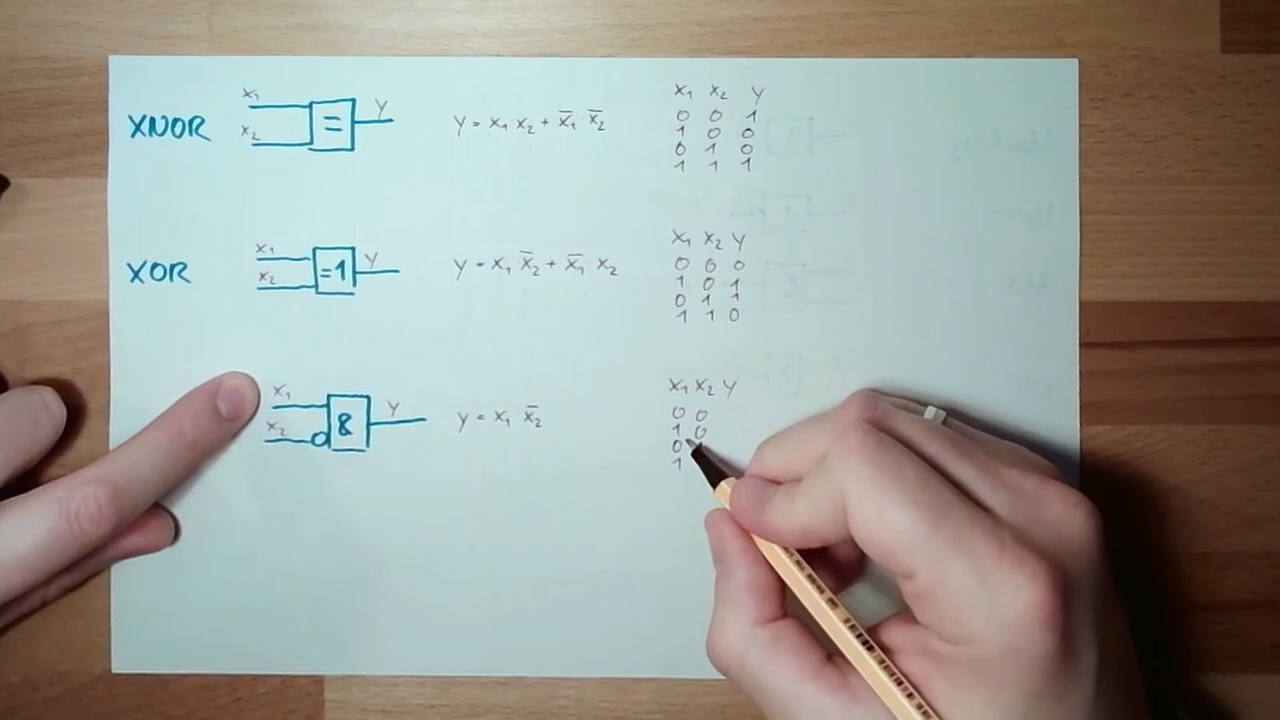 XNOR x₁ x₂ = y y = x₁ x₂ + x̅₁ · x̅₂
x₁ x₂ y
0 0 1
1 0 0
0 1 0
1 1 1
XOR x₁ x₂ =1 y y = x₁ x̅₂ + x̅₁ x₂
x₁ x₂ y
0 0 0
1 0 1
0 1 1
1 1 0
x₁ x₂ & y y = x₁ · x̅₂
x₁ x₂ y
0 0
1 0
0
1